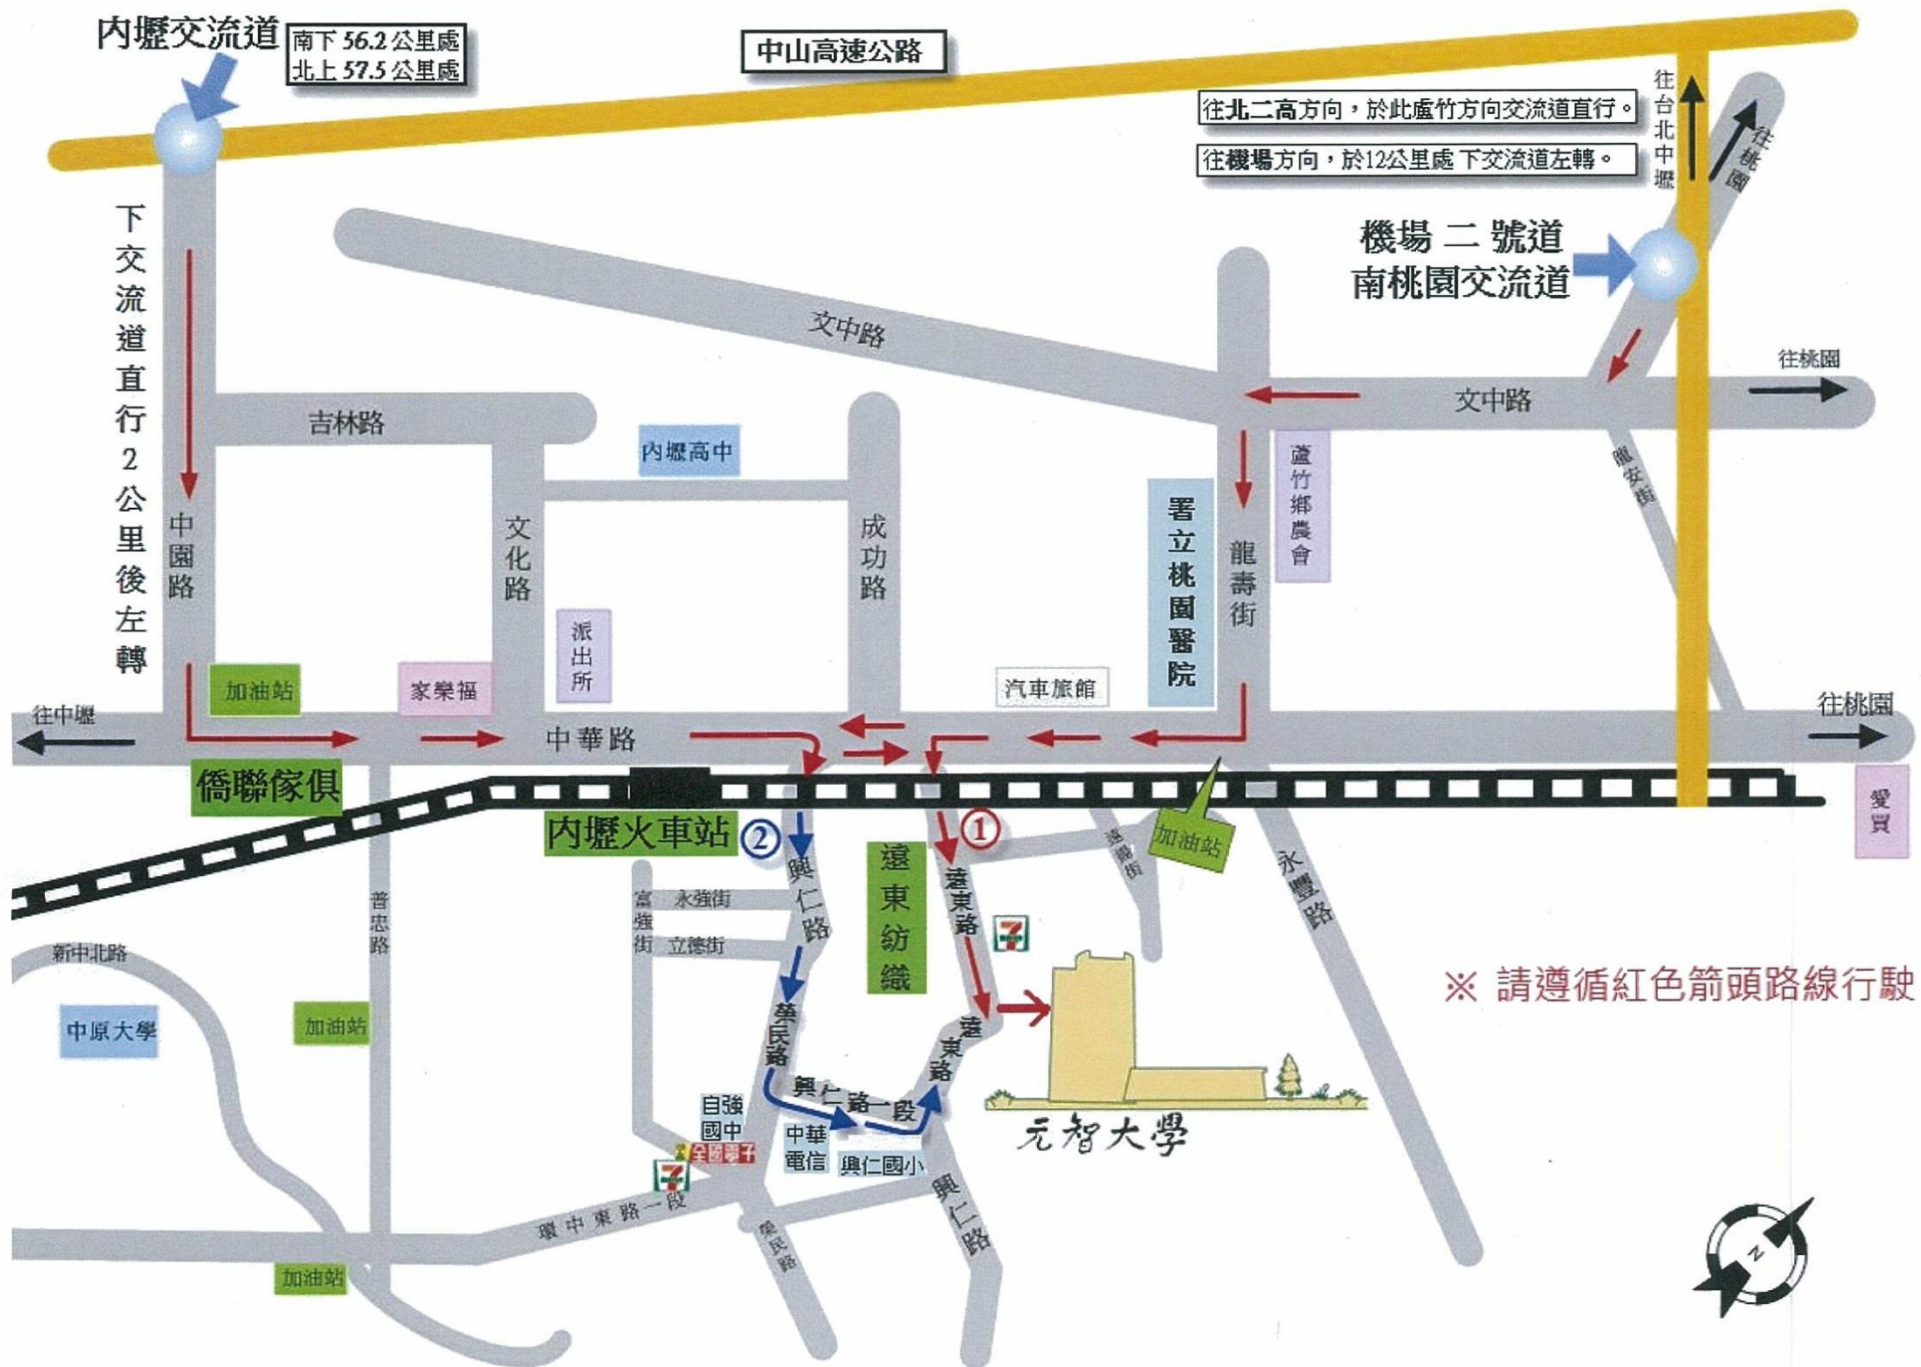 內壢交流道
南下 56.2 公里處
北上 57.5 公里處
中山高速公路
往北二高方向，於此盧竹方向交流道直行。
往機場方向，於12公里處 下交流道左轉。
往台北中壢
往桃園
機場 二 號道
南桃園交流道
下交流道直行2公里後左轉
文中路
往桃園
文中路
吉林路
內壢高中
蘆竹鄉農會
龍安街
中園路
文化路
成功路
署立桃園醫院
龍壽街
派出所
加油站
家樂福
汽車旅館
往中壢
中華路
往桃園
僑聯傢俱
內壢火車站
②
①
加油站
愛買
興仁路
遠東紡織
遠東路
遠揚街
永豐路
普忠路
富強街
永強街
立德街
新中北路
7
中原大學
加油站
榮民路
遠東路
※ 請遵循紅色箭頭路線行駛
興仁路一段
自強
國中
全國電子
中華
電信
興仁國小
元智大學
7
環中東路一段
榮民路
興仁路
加油站
N